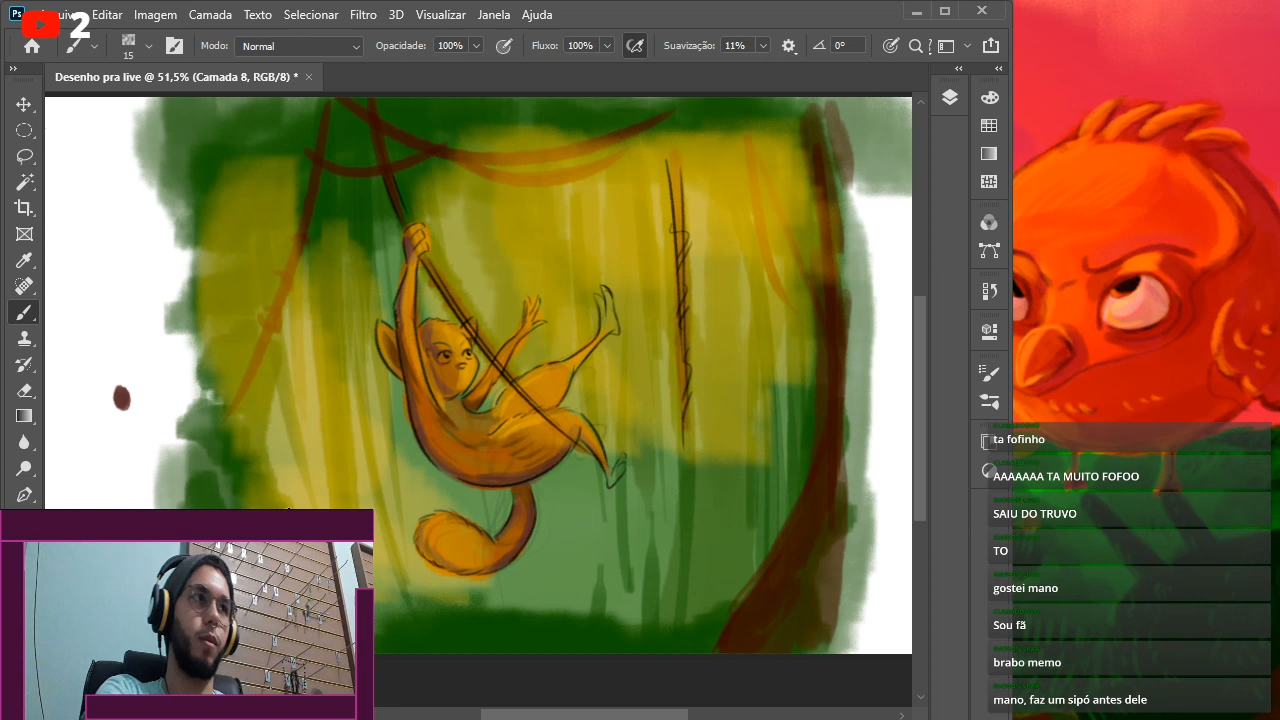 Ps Arquivo Editar Imagem Camada Texto Selecionar Filtro 3D Visualizar Janela Ajuda
2
15 Modo: Normal Opacidade: 100% Fluxo: 100% Suavização: 11% 0°
Desenho pra live @ 51,5% (Camada 8, RGB/8) *
ta fofinho
AAAAAAA TA MUITO FOFOO
SAIU DO TRUVO
TO
gostei mano
Sou fã
brabo memo
mano, faz um sipó antes dele